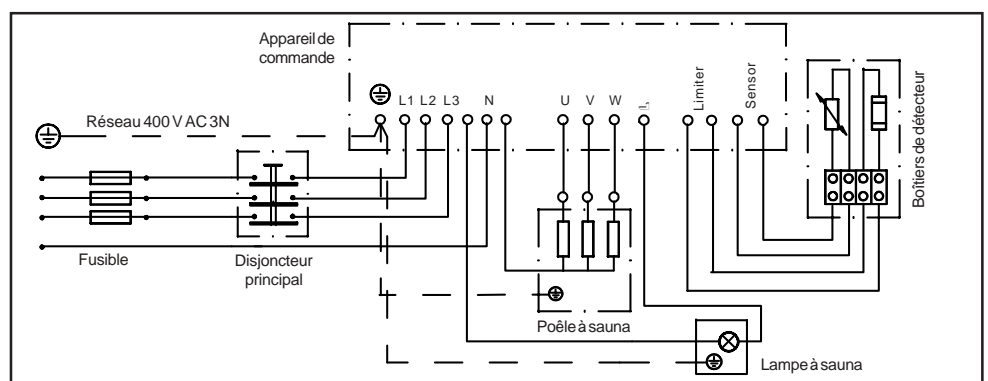 Appareil de
commande
L1 L2 L3 N U V W
Limiter
Sensor
Réseau 400 V AC 3N
Boîtiers de détecteur
Fusible
Disjoncteur
principal
Poêle à sauna
Lampe à sauna